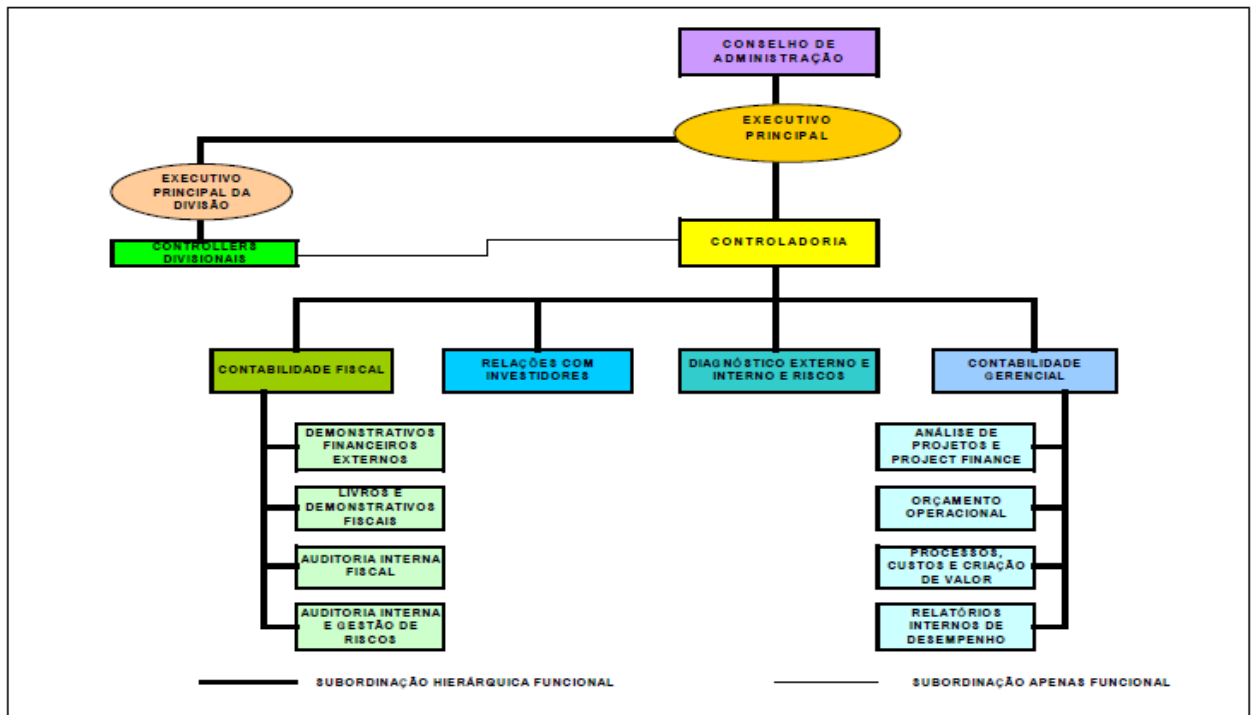 CONSELHO DE
ADMINISTRAÇÃO
EXECUTIVO
PRINCIPAL
EXECUTIVO
PRINCIPAL DA
DIVISÃO
CONTROLLERS
DIVISIONAIS
CONTROLADORIA
CONTABILIDADE FISCAL
RELAÇÕES COM
INVESTIDORES
DIAGNÓSTICO EXTERNO E
INTERNO E RISCOS
CONTABILIDADE
GERENCIAL
DEMONSTRATIVOS
FINANCEIROS
EXTERNOS
LIVROS E
DEMONSTRATIVOS
FISCAIS
AUDITORIA INTERNA
FISCAL
AUDITORIA INTERNA
E GESTÃO DE
RISCOS
ANÁLISE DE
PROJETOS E
PROJECT FINANCE
ORÇAMENTO
OPERACIONAL
PROCESSOS,
CUSTOS E CRIAÇÃO
DE VALOR
RELATÓRIOS
INTERNOS DE
DESEMPENHO
SUBORDINAÇÃO HIERÁRQUICA FUNCIONAL
SUBORDINAÇÃO APENAS FUNCIONAL